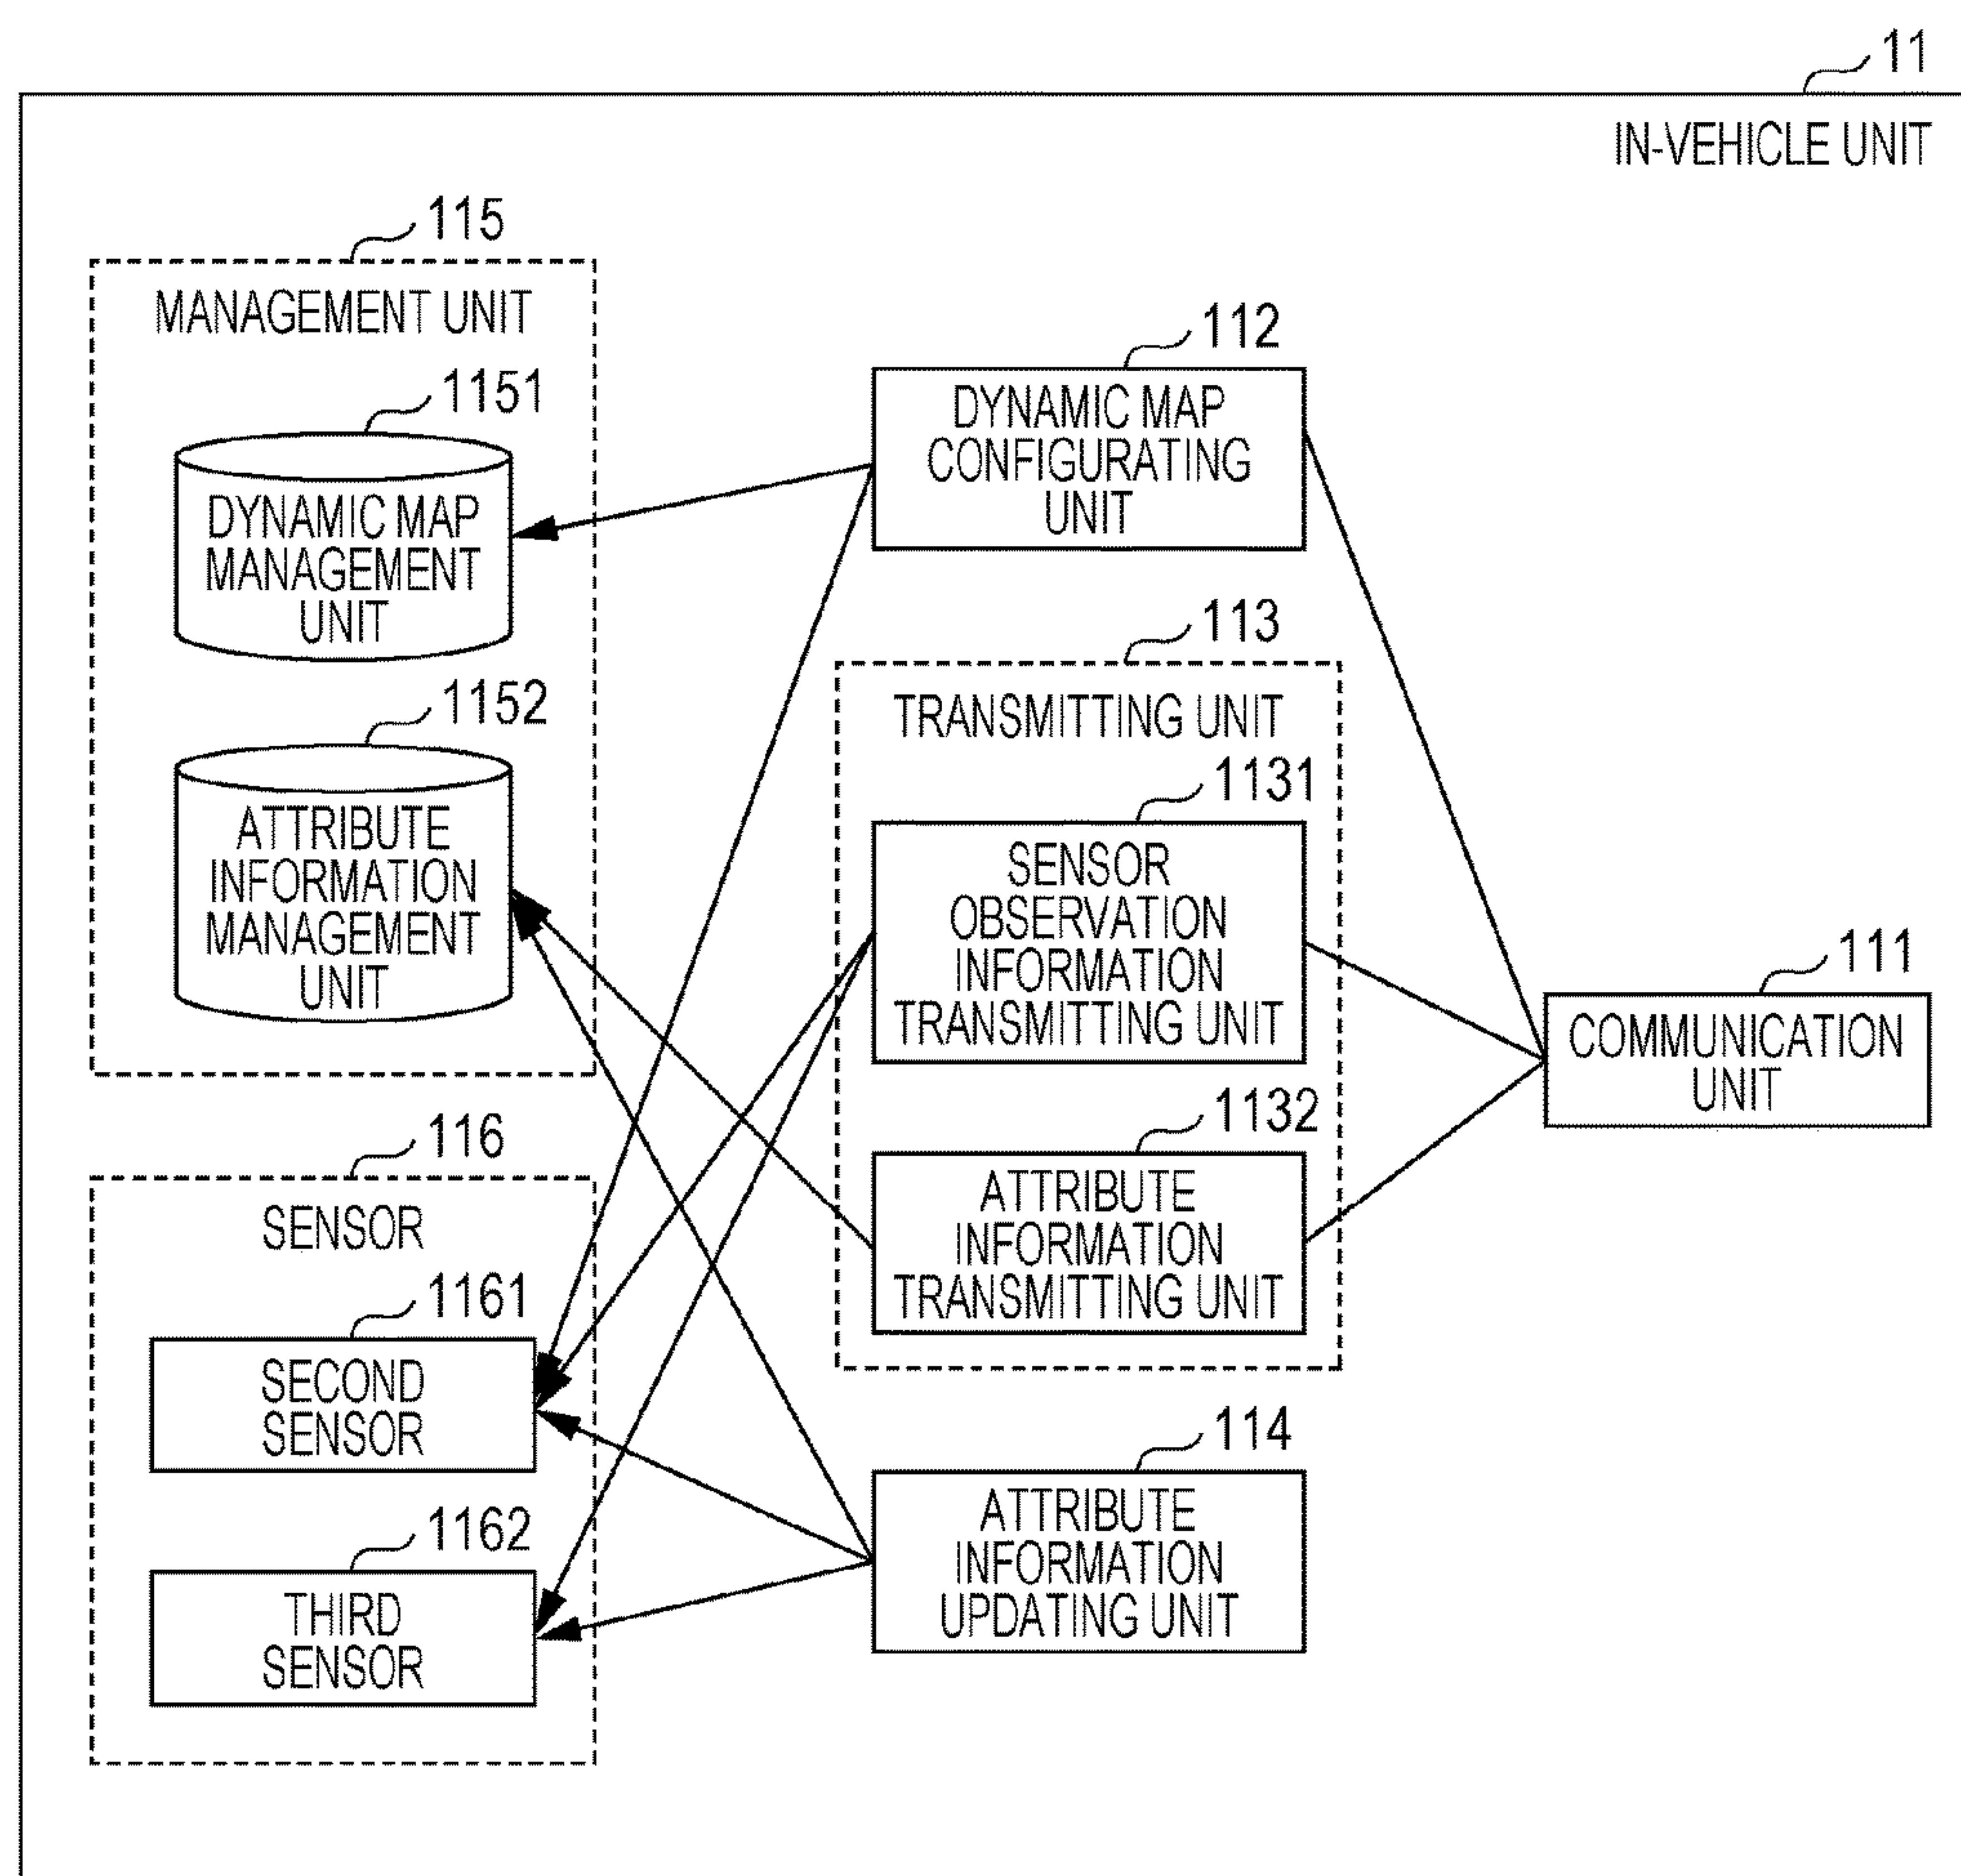 11
IN-VEHICLE UNIT
115
MANAGEMENT UNIT
1151
DYNAMIC MAP
MANAGEMENT
UNIT
1152
ATTRIBUTE
INFORMATION
MANAGEMENT
UNIT
116
SENSOR
1161
SECOND
SENSOR
1162
THIRD
SENSOR
112
DYNAMIC MAP
CONFIGURATING
UNIT
113
TRANSMITTING UNIT
1131
SENSOR
OBSERVATION
INFORMATION
TRANSMITTING UNIT
1132
ATTRIBUTE
INFORMATION
TRANSMITTING UNIT
114
ATTRIBUTE
INFORMATION
UPDATING UNIT
111
COMMUNICATION
UNIT